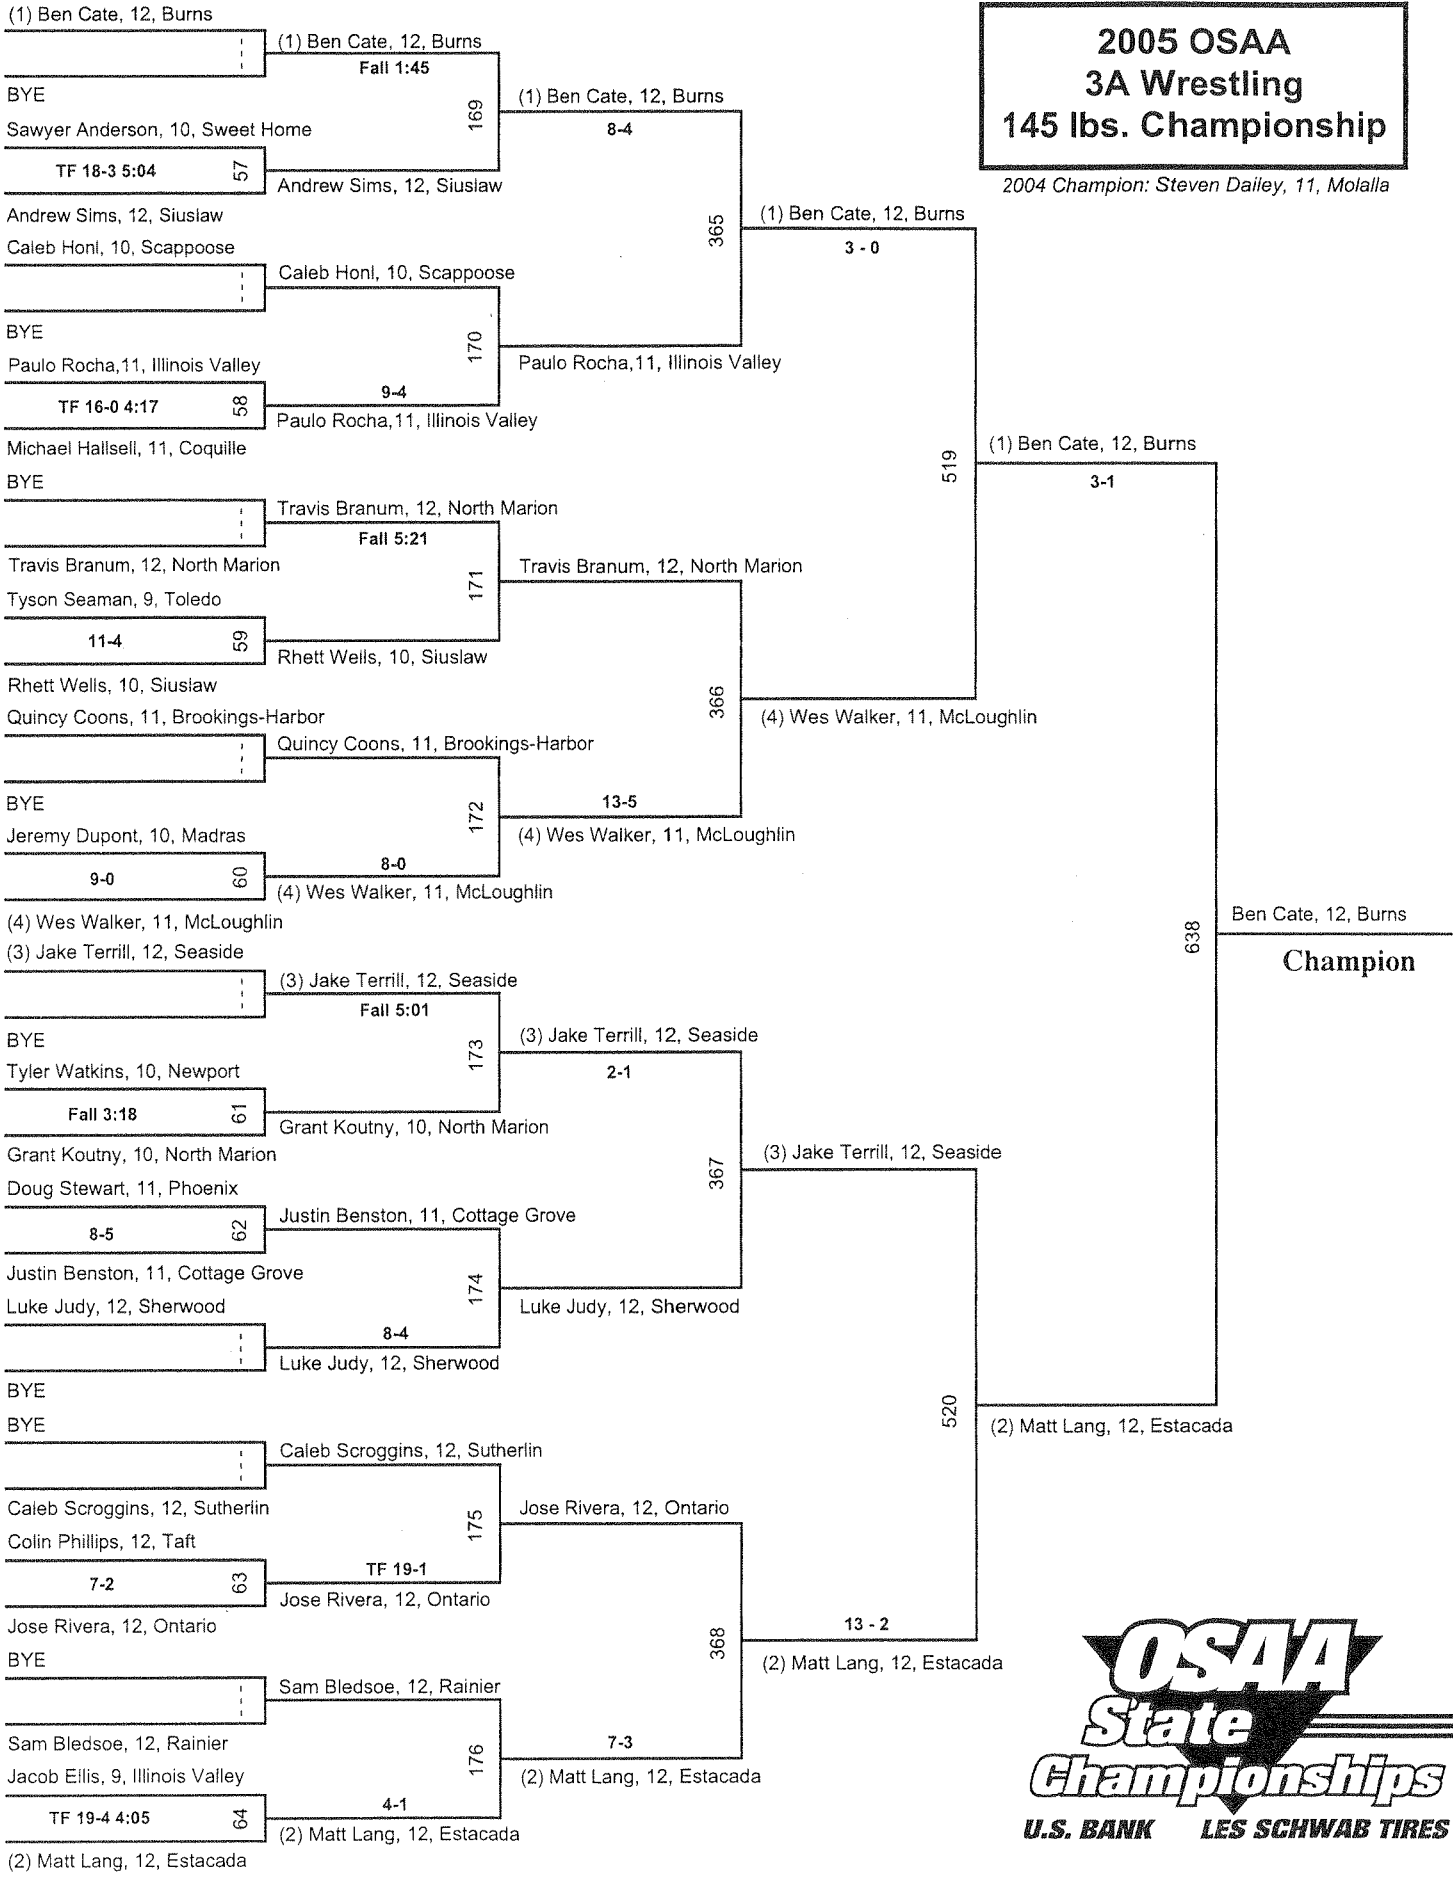 2005 OSAA
3A Wrestling
145 lbs. Championship
2004 Champion: Steven Dailey, 11, Molalla
(1) Ben Cate, 12, Burns
BYE
Sawyer Anderson, 10, Sweet Home
TF 18-3 5:04
57
Andrew Sims, 12, Siuslaw
Caleb Honl, 10, Scappoose
BYE
Paulo Rocha,11, Illinois Valley
TF 16-0 4:17
58
Michael Hallsell, 11, Coquille
BYE
Travis Branum, 12, North Marion
Tyson Seaman, 9, Toledo
11-4
59
Rhett Wells, 10, Siuslaw
Quincy Coons, 11, Brookings-Harbor
BYE
Jeremy Dupont, 10, Madras
9-0
60
(4) Wes Walker, 11, McLoughlin
(3) Jake Terrill, 12, Seaside
BYE
Tyler Watkins, 10, Newport
Fall 3:18
61
Grant Koutny, 10, North Marion
Doug Stewart, 11, Phoenix
8-5
62
Justin Benston, 11, Cottage Grove
Luke Judy, 12, Sherwood
BYE
BYE
Caleb Scroggins, 12, Sutherlin
Colin Phillips, 12, Taft
7-2
63
Jose Rivera, 12, Ontario
BYE
Sam Bledsoe, 12, Rainier
Jacob Ellis, 9, Illinois Valley
TF 19-4 4:05
64
(2) Matt Lang, 12, Estacada
(1) Ben Cate, 12, Burns
Fall 1:45
169
Andrew Sims, 12, Siuslaw
Caleb Honl, 10, Scappoose
170
9-4
Paulo Rocha,11, Illinois Valley
Travis Branum, 12, North Marion
Fall 5:21
171
Rhett Wells, 10, Siuslaw
Quincy Coons, 11, Brookings-Harbor
172
8-0
(4) Wes Walker, 11, McLoughlin
(3) Jake Terrill, 12, Seaside
Fall 5:01
173
Grant Koutny, 10, North Marion
Justin Benston, 11, Cottage Grove
174
8-4
Luke Judy, 12, Sherwood
Caleb Scroggins, 12, Sutherlin
175
TF 19-1
Jose Rivera, 12, Ontario
Sam Bledsoe, 12, Rainier
176
4-1
(2) Matt Lang, 12, Estacada
(1) Ben Cate, 12, Burns
8-4
365
Paulo Rocha,11, Illinois Valley
Travis Branum, 12, North Marion
366
13-5
(4) Wes Walker, 11, McLoughlin
(3) Jake Terrill, 12, Seaside
2-1
367
Luke Judy, 12, Sherwood
Jose Rivera, 12, Ontario
368
7-3
(2) Matt Lang, 12, Estacada
(1) Ben Cate, 12, Burns
3 - 0
519
(4) Wes Walker, 11, McLoughlin
(3) Jake Terrill, 12, Seaside
520
13 - 2
(2) Matt Lang, 12, Estacada
(1) Ben Cate, 12, Burns
3-1
638
(2) Matt Lang, 12, Estacada
Ben Cate, 12, Burns
Champion
OSAA
State
Championships
U.S. BANK LES SCHWAB TIRES